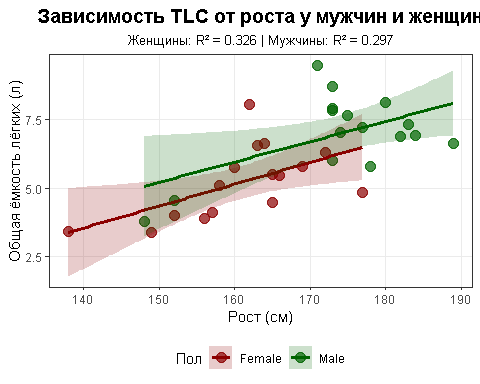 Зависимость TLC от роста у мужчин и женщин
Женщины: R² = 0.326 | Мужчины: R² = 0.297
Общая ёмкость лёгких (л)
7.5
5.0
2.5
140
150
160
170
180
190
Рост (см)
Пол
Female
Male